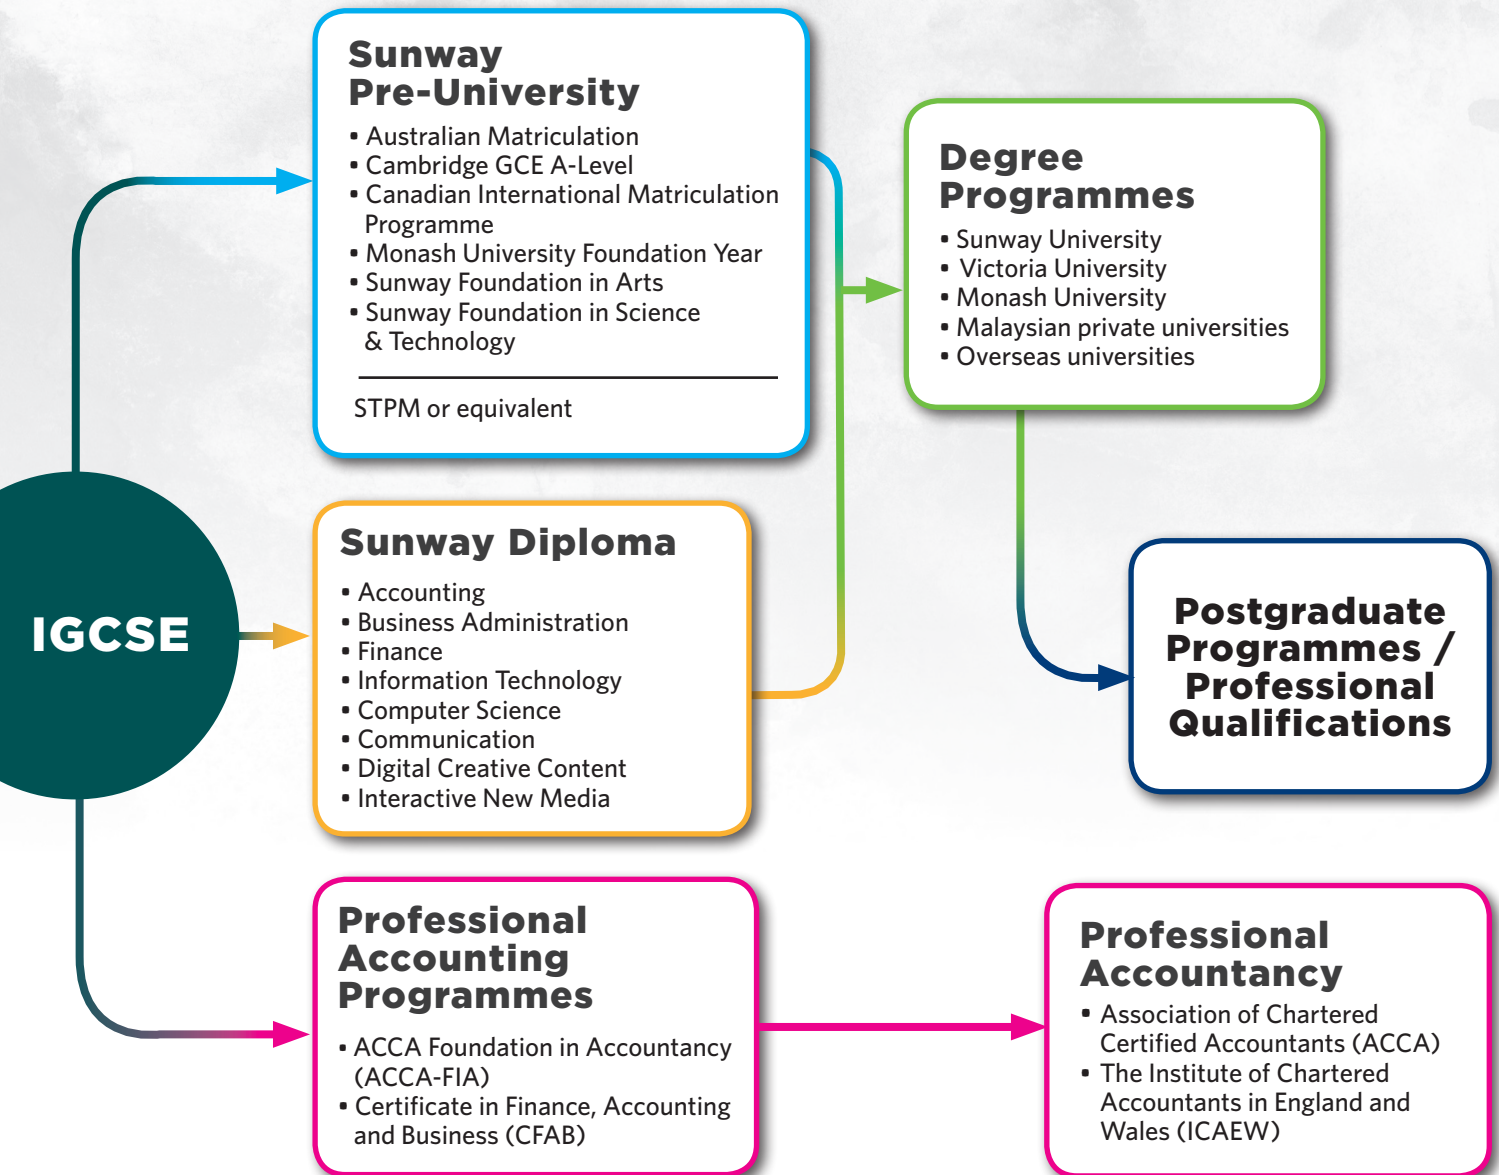 Sunway
Pre-University
• Australian Matriculation
• Cambridge GCE A-Level
• Canadian International Matriculation
Programme
• Monash University Foundation Year
• Sunway Foundation in Arts
• Sunway Foundation in Science
& Technology
STPM or equivalent
Degree
Programmes
• Sunway University
• Victoria University
• Monash University
• Malaysian private universities
• Overseas universities
IGCSE
Sunway Diploma
• Accounting
• Business Administration
• Finance
• Information Technology
• Computer Science
• Communication
• Digital Creative Content
• Interactive New Media
Postgraduate
Programmes /
Professional
Qualifications
Professional
Accounting
Programmes
• ACCA Foundation in Accountancy
(ACCA-FIA)
• Certificate in Finance, Accounting
and Business (CFAB)
Professional
Accountancy
• Association of Chartered
Certified Accountants (ACCA)
• The Institute of Chartered
Accountants in England and
Wales (ICAEW)